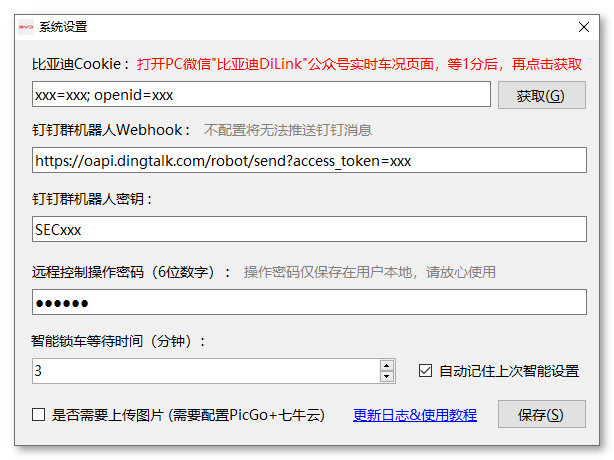 BYD 系统设置
比亚迪Cookie： 打开PC微信"比亚迪DiLink"公众号实时车况页面，等1分后，再点击获取
xxx=xxx; openid=xxx 获取(G)
钉钉群机器人Webhook： 不配置将无法推送钉钉消息
https://oapi.dingtalk.com/robot/send?access_token=xxx
钉钉群机器人密钥：
SECxxx
远程控制操作密码（6位数字）： 操作密码仅保存在用户本地，请放心使用
●●●●●●
智能锁车等待时间（分钟）：
3 自动记住上次智能设置
是否需要上传图片 (需要配置PicGo+七牛云) 更新日志&使用教程 保存(S)